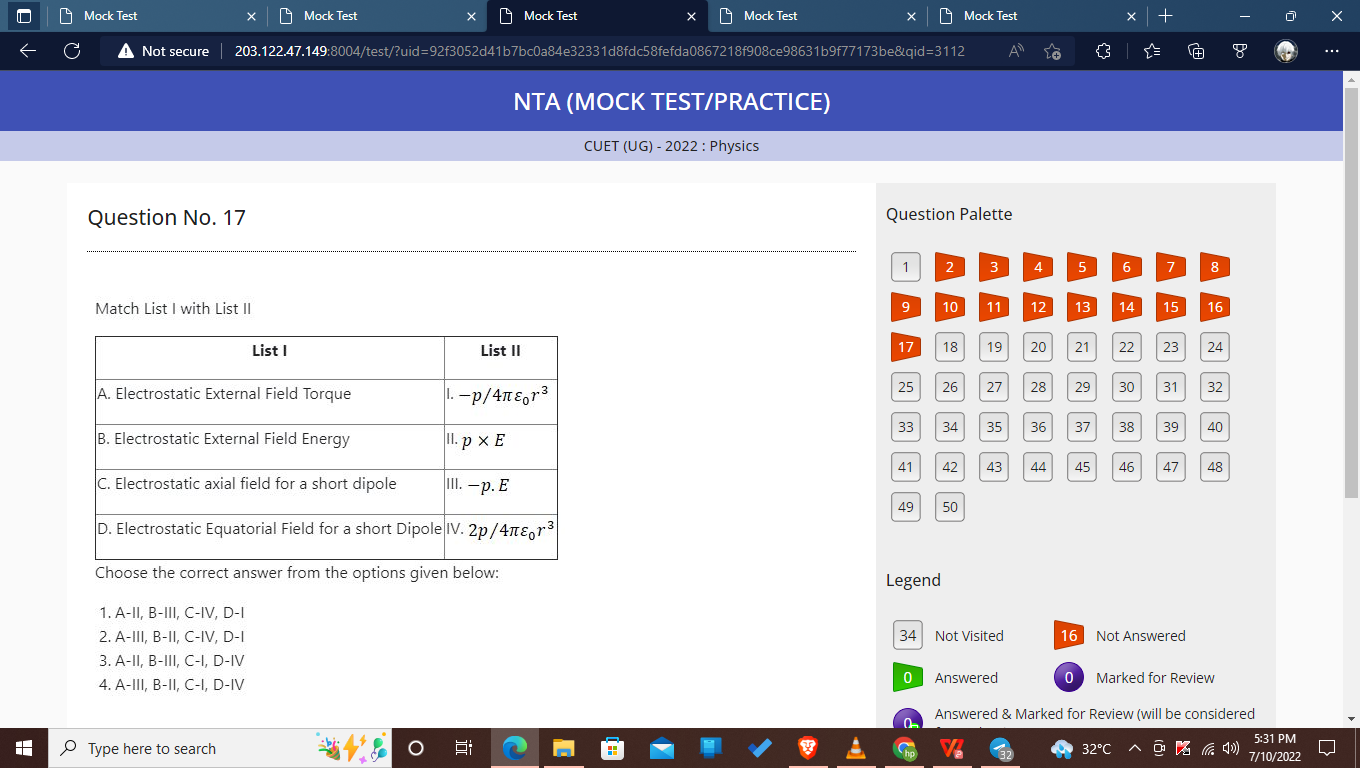 Mock Test
Mock Test
Mock Test
Mock Test
Mock Test
Not secure
203.122.47.149:8004/test/?uid=92f3052d41b7bc0a84e32331d8fdc58fefda0867218f908ce98631b9f77173be&qid=3112
NTA (MOCK TEST/PRACTICE)
CUET (UG) - 2022 : Physics
Question No. 17
Match List I with List II
List I List II
A. Electrostatic External Field Torque I. −p/4πε₀r³
B. Electrostatic External Field Energy II. p × E
C. Electrostatic axial field for a short dipole III. −p. E
D. Electrostatic Equatorial Field for a short Dipole IV. 2p/4πε₀r³
Choose the correct answer from the options given below:
1. A-II, B-III, C-IV, D-I
2. A-III, B-II, C-IV, D-I
3. A-II, B-III, C-I, D-IV
4. A-III, B-II, C-I, D-IV
Question Palette
1 2 3 4 5 6 7 8
9 10 11 12 13 14 15 16
17 18 19 20 21 22 23 24
25 26 27 28 29 30 31 32
33 34 35 36 37 38 39 40
41 42 43 44 45 46 47 48
49 50
Legend
34 Not Visited 16 Not Answered
0 Answered 0 Marked for Review
0 Answered & Marked for Review (will be considered
Type here to search
hp
32
32°C
5:31 PM
7/10/2022